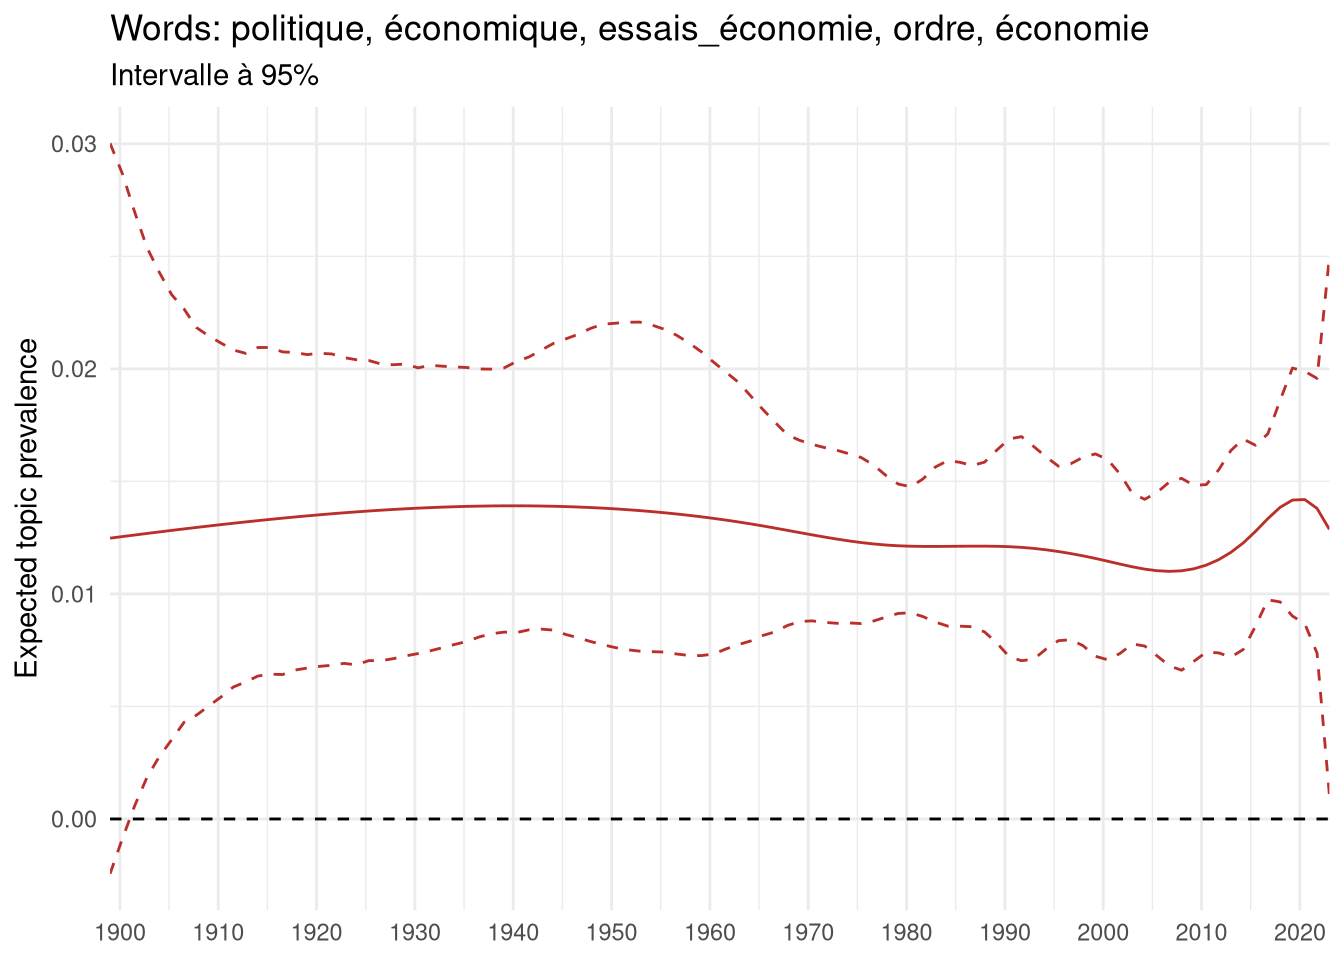 Words: politique, économique, essais_économie, ordre, économie
Intervalle à 95%
Expected topic prevalence
0.03
0.02
0.01
0.00
1900 1910 1920 1930 1940 1950 1960 1970 1980 1990 2000 2010 2020